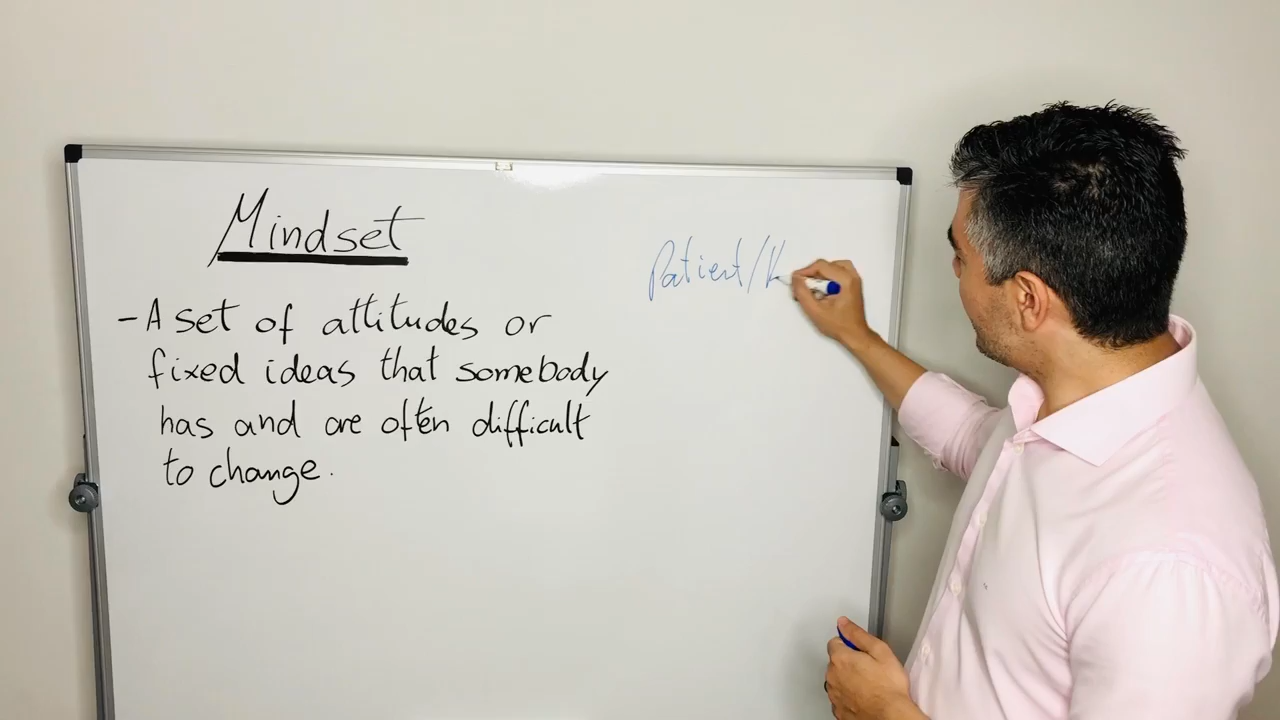 Mindset
- A set of attitudes or
fixed ideas that somebody
has and are often difficult
to change.
Patient/